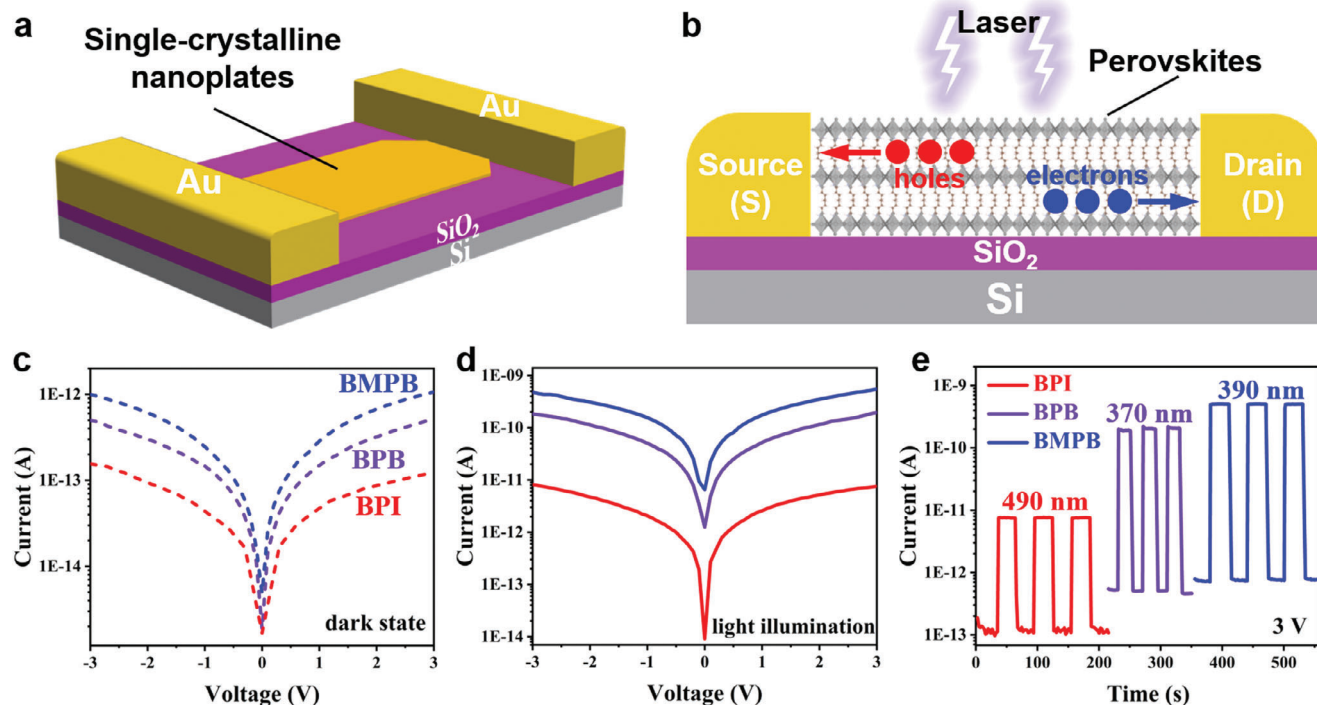 a
Single-crystalline
nanoplates
Au
Au
SiO₂
Si
b
Laser
Perovskites
Source
(S)
holes
electrons
Drain
(D)
SiO₂
Si
c
1E-12
1E-13
1E-14
Current (A)
BMPB
BPB
BPI
dark state
-3 -2 -1 0 1 2 3
Voltage (V)
d
1E-09
1E-10
1E-11
1E-12
1E-13
1E-14
Current (A)
light illumination
-3 -2 -1 0 1 2 3
Voltage (V)
e
1E-9
1E-10
1E-11
1E-12
1E-13
Current (A)
BPI
BPB
BMPB
490 nm
370 nm
390 nm
3 V
0 100 200 300 400 500
Time (s)